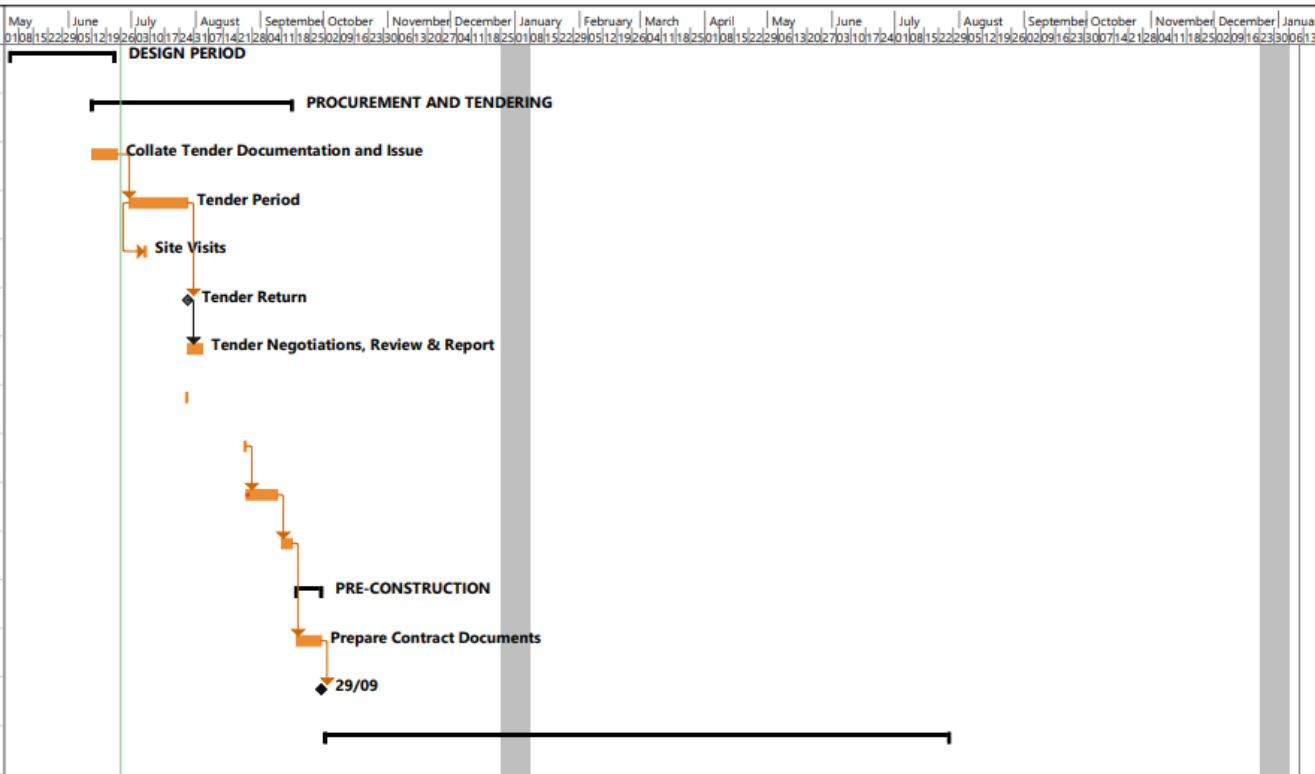 May June July August September October November December January February March April May June July August September October November December Janua
01 08 15 22 29 05 12 19 26 03 10 17 24 31 07 14 21 28 04 11 18 25 02 09 16 23 30 06 13 20 27 04 11 18 25 01 08 15 22 29 05 12 19 26 04 11 18 25 01 08 15 22 29 06 13 20 27 03 10 17 24 01 08 15 22 29 05 12 19 26 02 09 16 23 30 07 14 21 28 04 11 18 25 02 09 16 23 30 06 13
DESIGN PERIOD
PROCUREMENT AND TENDERING
Collate Tender Documentation and Issue
Tender Period
Site Visits
Tender Return
Tender Negotiations, Review & Report
PRE-CONSTRUCTION
Prepare Contract Documents
29/09